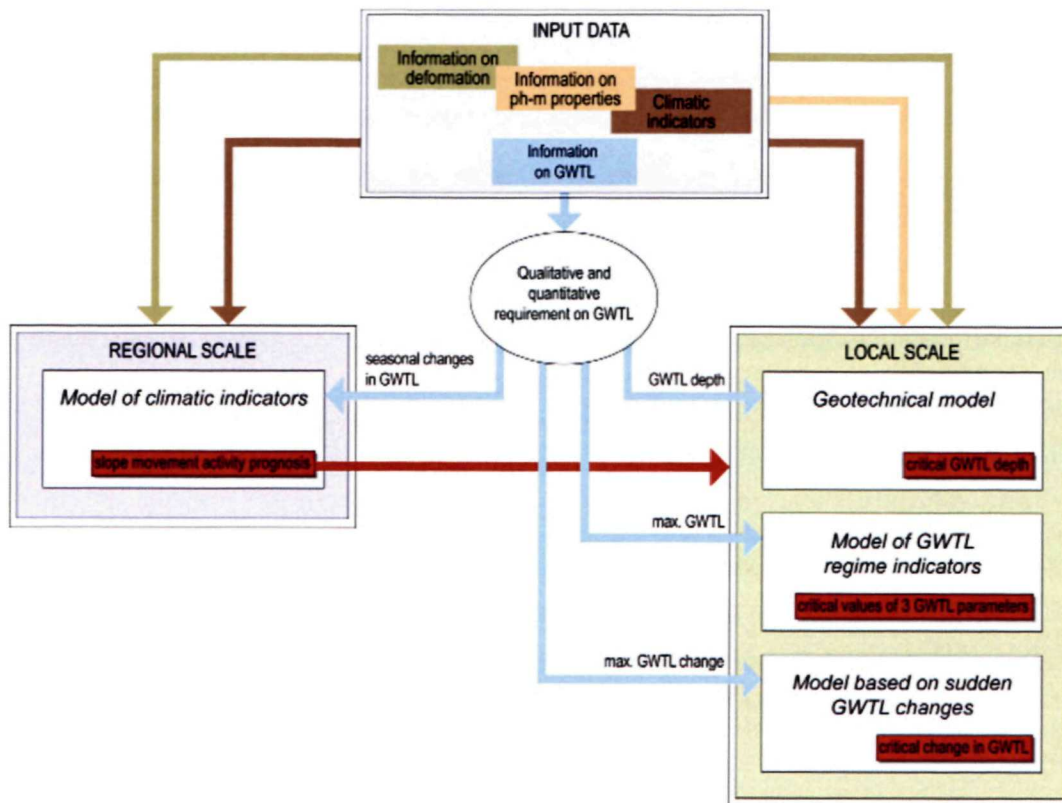 INPUT DATA
Information on
deformation
Information on
ph-m properties
Climatic
indicators
Information
on GWTL
Qualitative and
quantitative
requirement on GWTL
REGIONAL SCALE
Model of climatic indicators
slope movement activity prognosis
seasonal changes
in GWTL
GWTL depth
max. GWTL
max. GWTL change
LOCAL SCALE
Geotechnical model
critical GWTL depth
Model of GWTL
regime indicators
critical values of 3 GWTL parameters
Model based on sudden
GWTL changes
critical change in GWTL